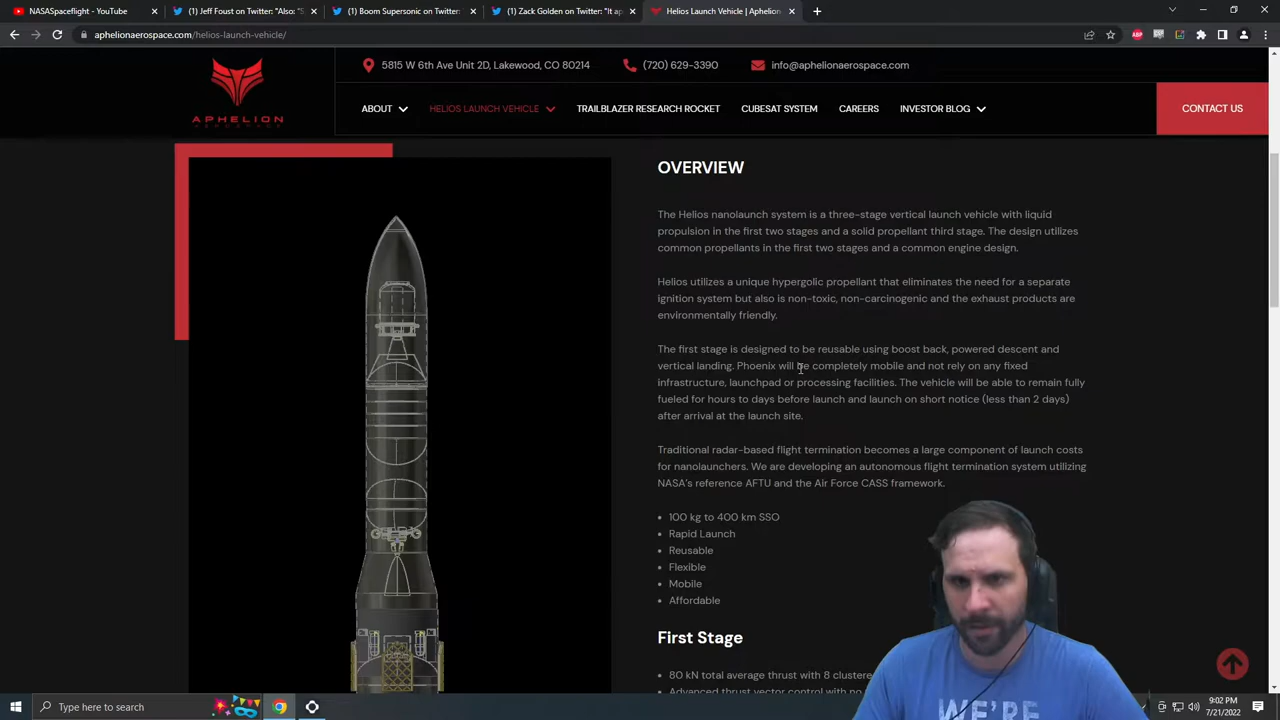 NASASpaceflight - YouTube
(1) Jeff Foust on Twitter: "Also: "S
(1) Boom Supersonic on Twitter:
(1) Zack Golden on Twitter: "It ap
Helios Launch Vehicle | Aphelion
aphelionaerospace.com/helios-launch-vehicle/
5815 W 6th Ave Unit 2D, Lakewood, CO 80214
(720) 629-3390
info@aphelionaerospace.com
APHELION
AEROSPACE
ABOUT
HELIOS LAUNCH VEHICLE
TRAILBLAZER RESEARCH ROCKET
CUBESAT SYSTEM
CAREERS
INVESTOR BLOG
CONTACT US
OVERVIEW
The Helios nanolaunch system is a three-stage vertical launch vehicle with liquid
propulsion in the first two stages and a solid propellant third stage. The design utilizes
common propellants in the first two stages and a common engine design.
Helios utilizes a unique hypergolic propellant that eliminates the need for a separate
ignition system but also is non-toxic, non-carcinogenic and the exhaust products are
environmentally friendly.
The first stage is designed to be reusable using boost back, powered descent and
vertical landing. Phoenix will be completely mobile and not rely on any fixed
infrastructure, launchpad or processing facilities. The vehicle will be able to remain fully
fueled for hours to days before launch and launch on short notice (less than 2 days)
after arrival at the launch site.
Traditional radar-based flight termination becomes a large component of launch costs
for nanolaunchers. We are developing an autonomous flight termination system utilizing
NASA's reference AFTU and the Air Force CASS framework.
• 100 kg to 400 km SSO
• Rapid Launch
• Reusable
• Flexible
• Mobile
• Affordable
First Stage
• 80 kN total average thrust with 8 clustere
• Advanced thrust vector control with no
WE'RE
Type here to search
9:02 PM
7/21/2022